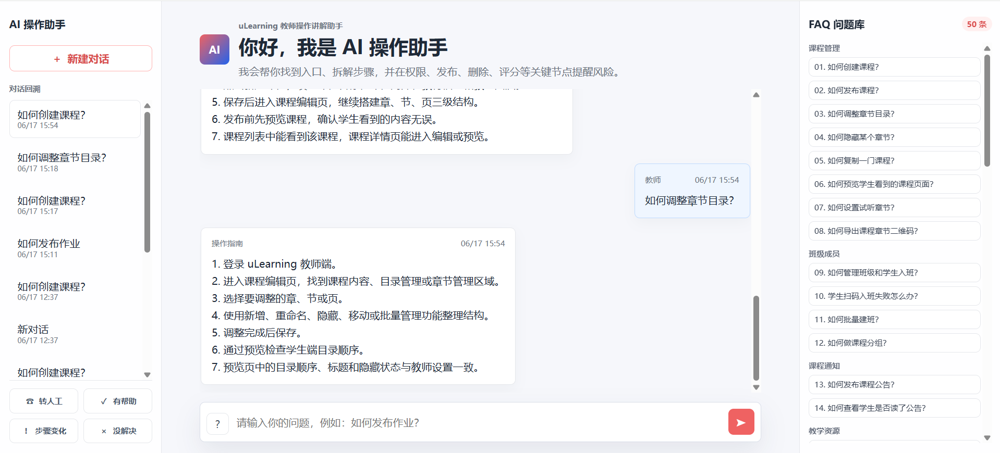 AI 操作助手
+ 新建对话
对话回溯
如何创建课程?
06/17 15:54
如何调整章节目录?
06/17 15:18
如何创建课程?
06/17 15:17
如何发布作业
06/17 15:11
如何创建课程?
06/17 12:37
新对话
06/17 12:37
如何创建课程?
☎ 转人工
✓ 有帮助
! 步骤变化
× 没解决
uLearning 教师操作讲解助手
AI
你好，我是 AI 操作助手
我会帮你找到入口、拆解步骤，并在权限、发布、删除、评分等关键节点提醒风险。
5. 保存后进入课程编辑页，继续搭建章、节、页三级结构。
6. 发布前先预览课程，确认学生看到的内容无误。
7. 课程列表中能看到该课程，课程详情页能进入编辑或预览。
教师 06/17 15:54
如何调整章节目录?
操作指南 06/17 15:54
1. 登录 uLearning 教师端。
2. 进入课程编辑页，找到课程内容、目录管理或章节管理区域。
3. 选择要调整的章、节或页。
4. 使用新增、重命名、隐藏、移动或批量管理功能整理结构。
5. 调整完成后保存。
6. 通过预览检查学生端目录顺序。
7. 预览页中的目录顺序、标题和隐藏状态与教师设置一致。
? 请输入你的问题，例如：如何发布作业?
FAQ 问题库 50 条
课程管理
01. 如何创建课程?
02. 如何发布课程?
03. 如何调整章节目录?
04. 如何隐藏某个章节?
05. 如何复制一门课程?
06. 如何预览学生看到的课程页面?
07. 如何设置试听章节?
08. 如何导出课程章节二维码?
班级成员
09. 如何管理班级和学生入班?
10. 学生扫码入班失败怎么办?
11. 如何批量建班?
12. 如何做课程分组?
课程通知
13. 如何发布课程公告?
14. 如何查看学生是否读了公告?
教学资源